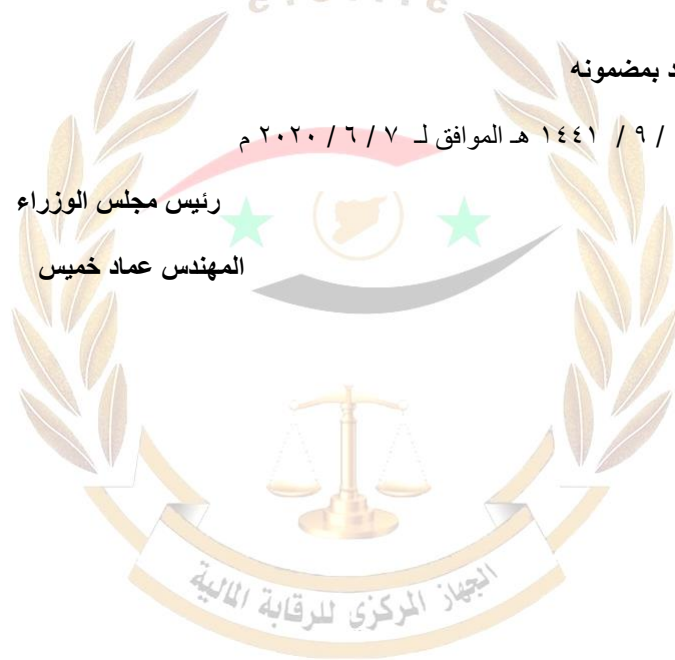 د بمضمونه
/ ٩ / ١٤٤١ هـ الموافق لـ ٧ / ٦ / ٢٠٢٠ م
رئيس مجلس الوزراء
المهندس عماد خميس
الجهاز المركزي للرقابة المالية